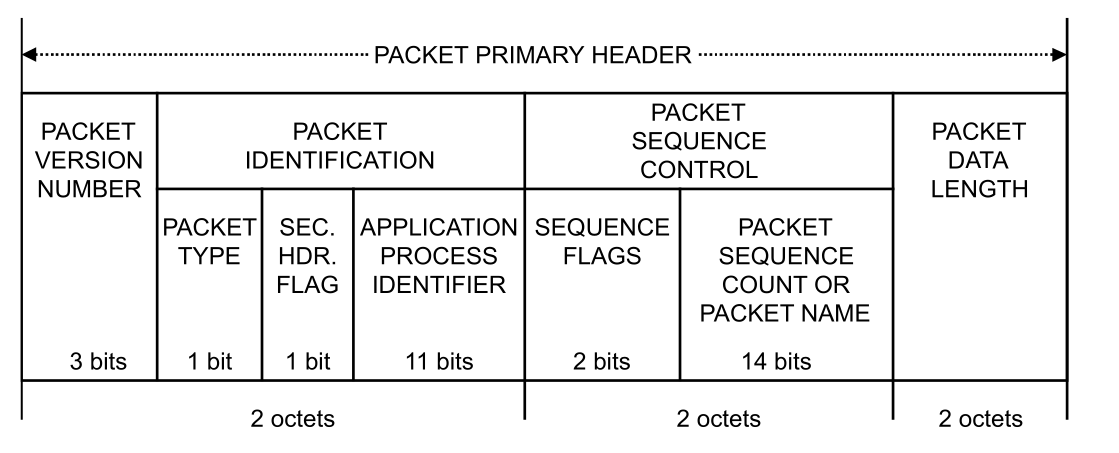 PACKET PRIMARY HEADER
PACKET
VERSION
NUMBER
3 bits
PACKET
IDENTIFICATION
PACKET
TYPE
1 bit
SEC.
HDR.
FLAG
1 bit
APPLICATION
PROCESS
IDENTIFIER
11 bits
PACKET
SEQUENCE
CONTROL
SEQUENCE
FLAGS
2 bits
PACKET
SEQUENCE
COUNT OR
PACKET NAME
14 bits
PACKET
DATA
LENGTH
2 octets
2 octets
2 octets